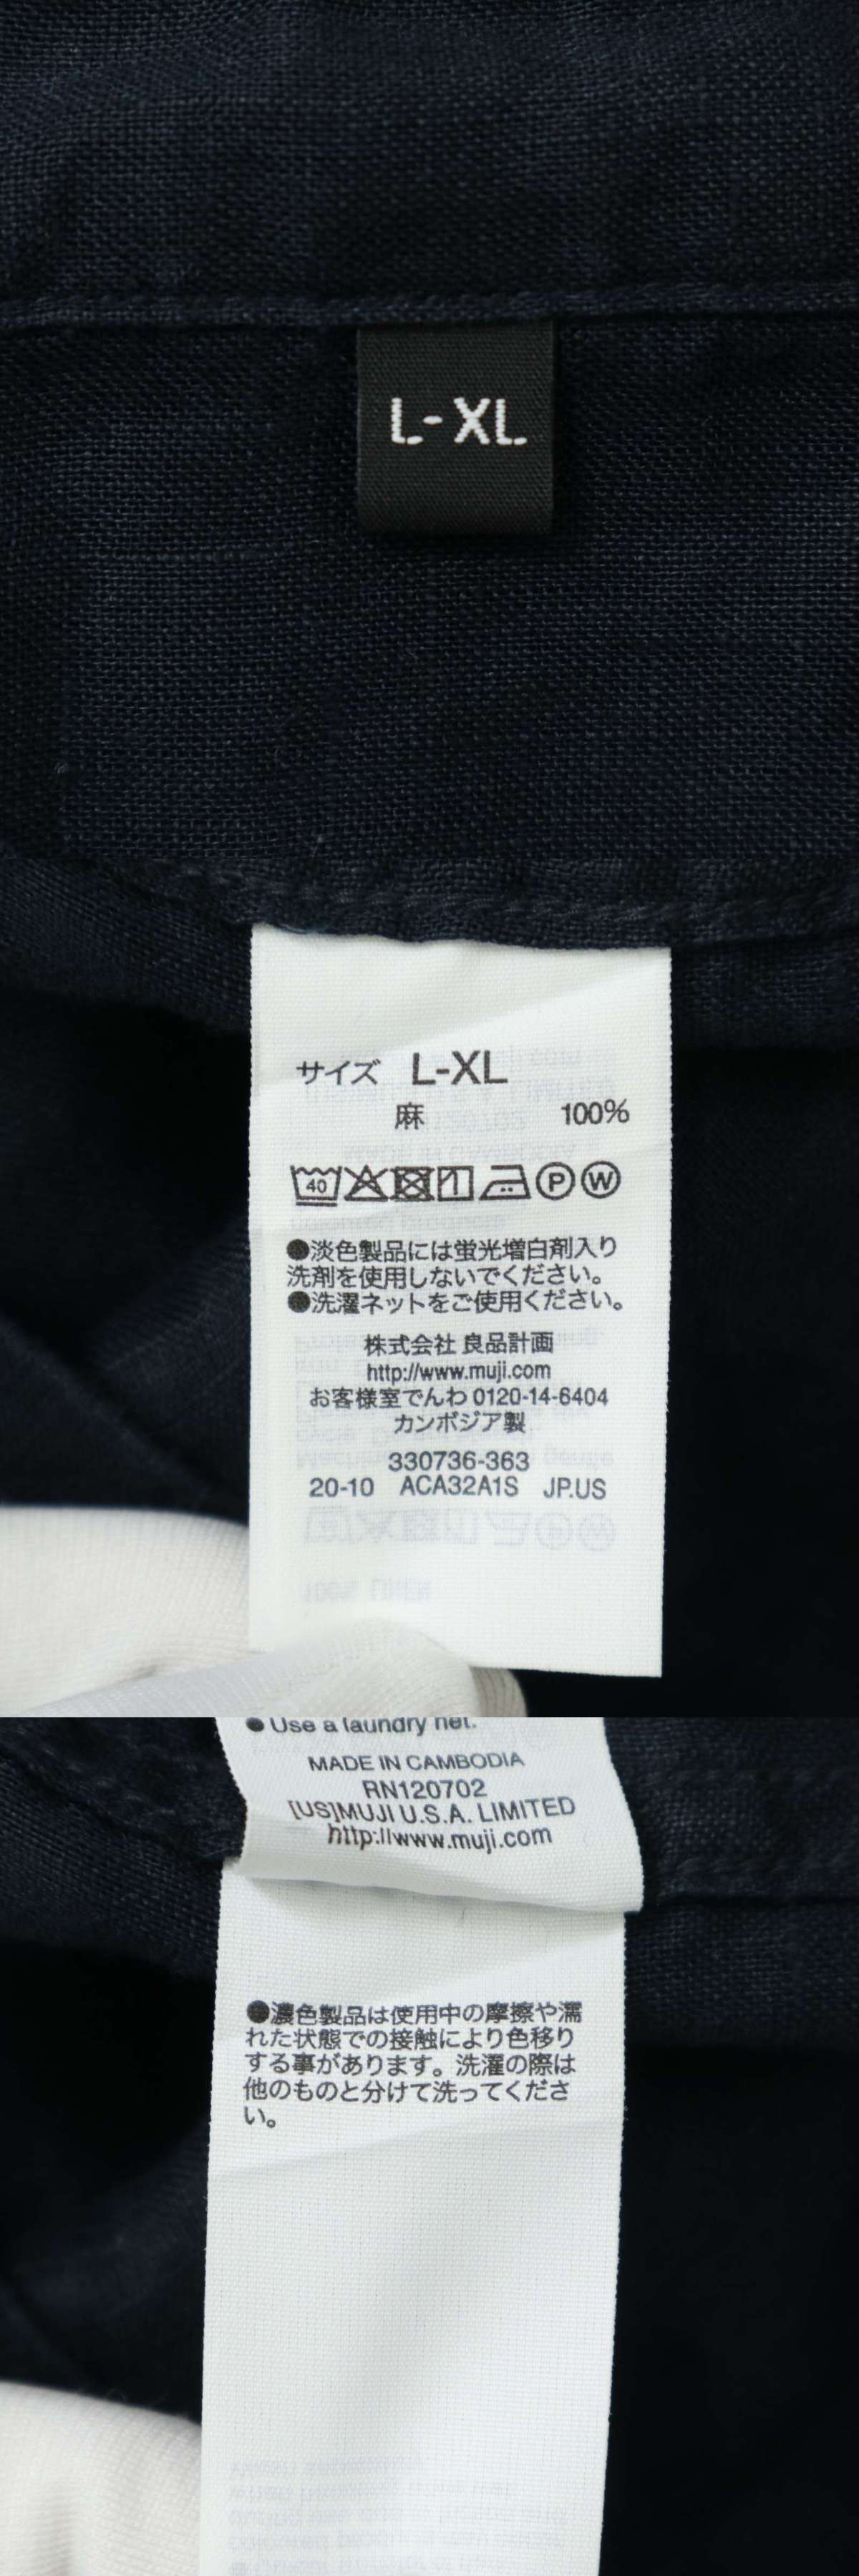 L-XL
サイズ L-XL
麻 100%
40 P W
●淡色製品には蛍光増白剤入り
洗剤を使用しないでください。
●洗濯ネットをご使用ください。
株式会社 良品計画
http://www.muji.com
お客様室でんわ 0120-14-6404
カンボジア製
330736-363
20-10 ACA32A1S JP.US
● Use a laundry net.
MADE IN CAMBODIA
RN120702
[US]MUJI U.S.A. LIMITED
http://www.muji.com
●濃色製品は使用中の摩擦や濡
れた状態での接触により色移り
する事があります。洗濯の際は
他のものと分けて洗ってくださ
い。